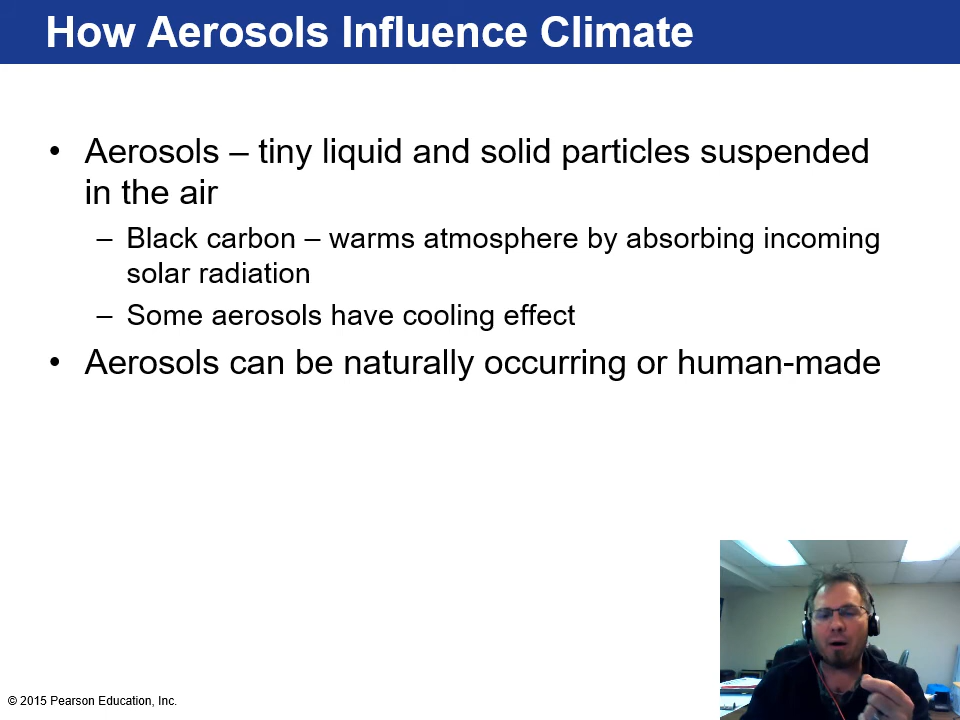 How Aerosols Influence Climate
• Aerosols – tiny liquid and solid particles suspended
in the air
– Black carbon – warms atmosphere by absorbing incoming
solar radiation
– Some aerosols have cooling effect
• Aerosols can be naturally occurring or human-made
© 2015 Pearson Education, Inc.